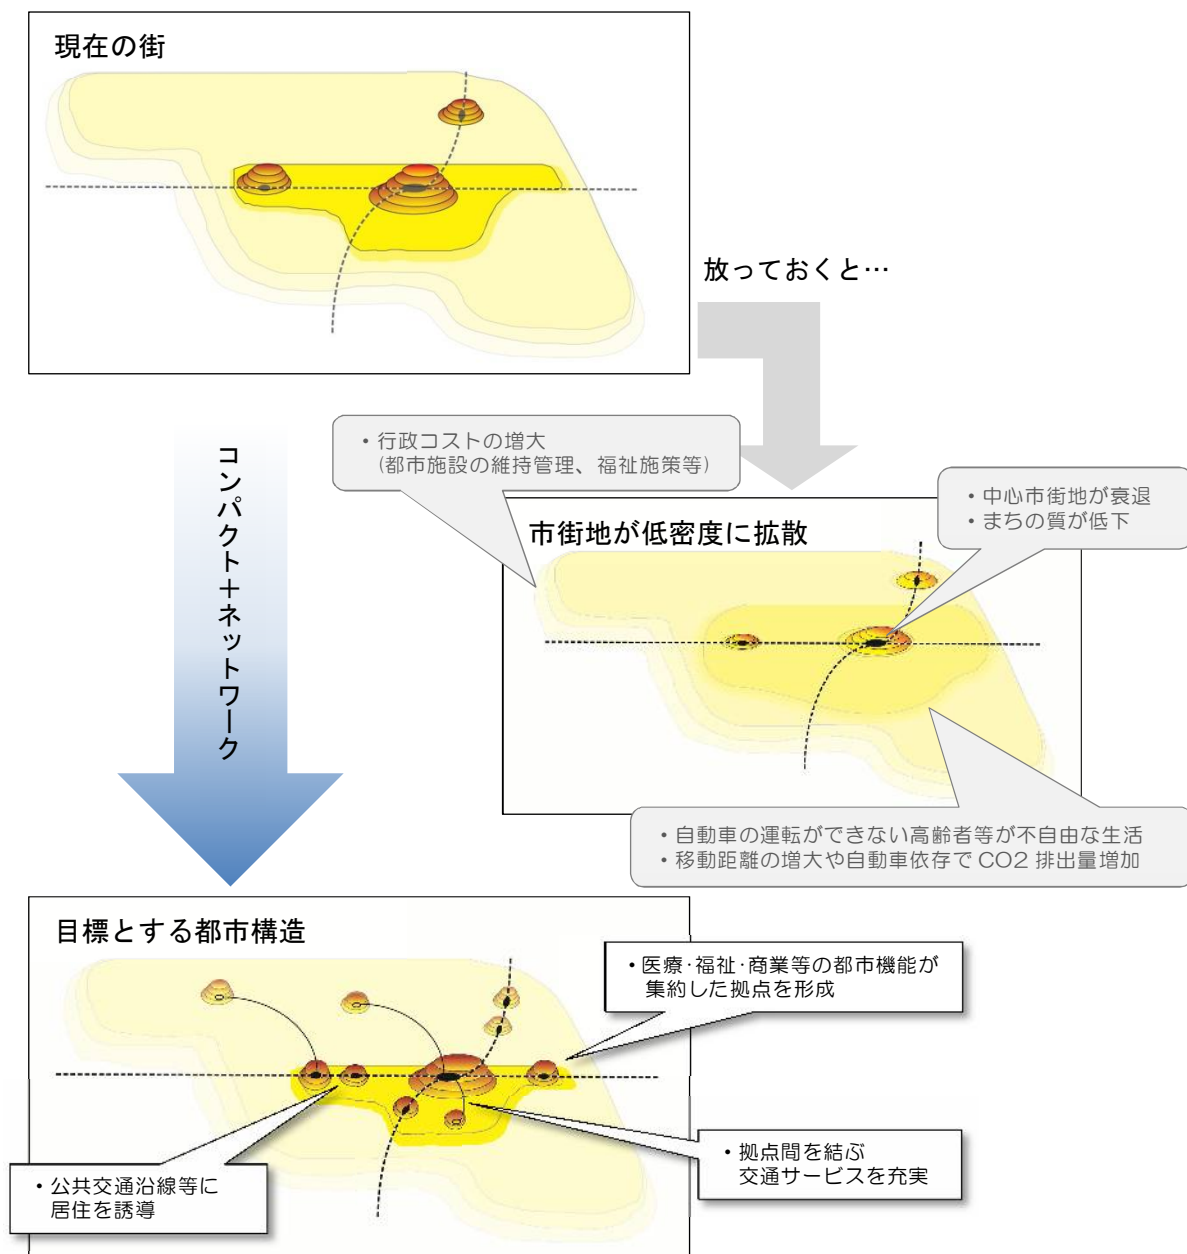 現在の街
放っておくと…
・行政コストの増大
(都市施設の維持管理、福祉施策等)
・中心市街地が衰退
・まちの質が低下
市街地が低密度に拡散
コンパクト＋ネットワーク
・自動車の運転ができない高齢者等が不自由な生活
・移動距離の増大や自動車依存で CO2 排出量増加
目標とする都市構造
・医療・福祉・商業等の都市機能が
集約した拠点を形成
・拠点間を結ぶ
交通サービスを充実
・公共交通沿線等に
居住を誘導